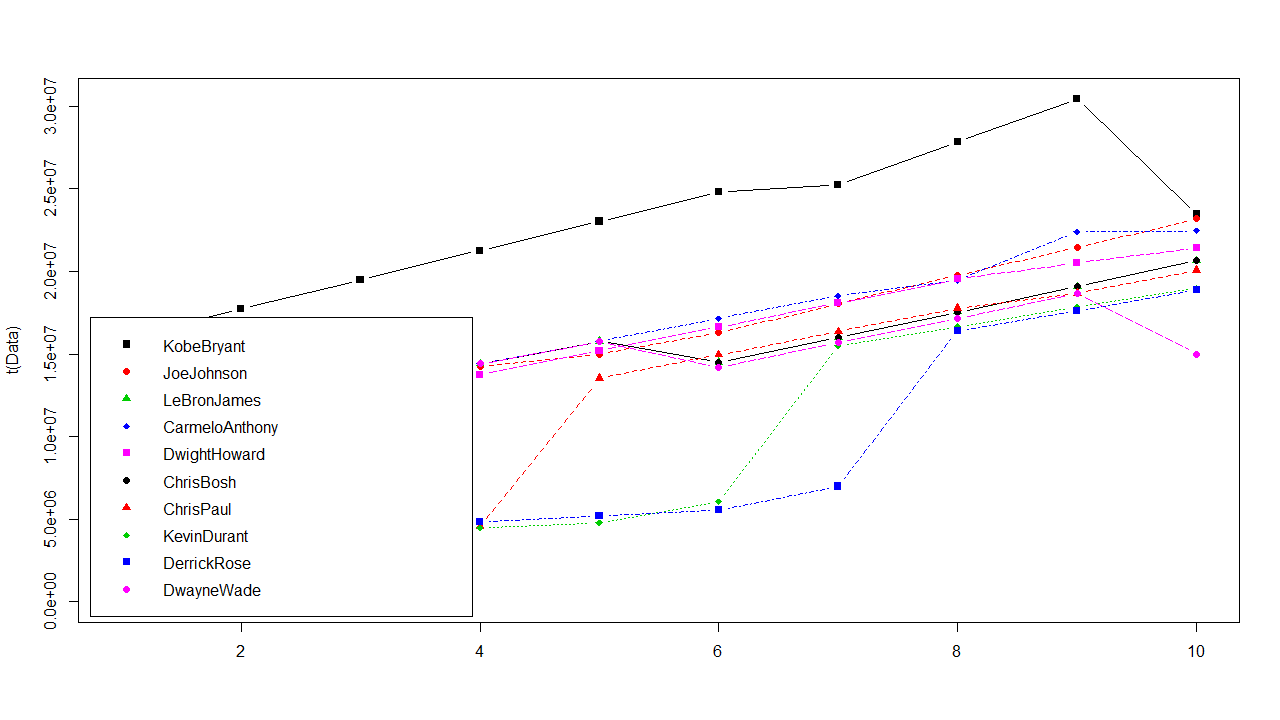 t(Data)
3.0e+07
2.5e+07
2.0e+07
1.5e+07
1.0e+07
5.0e+06
0.0e+00
KobeBryant
JoeJohnson
LeBronJames
CarmeloAnthony
DwightHoward
ChrisBosh
ChrisPaul
KevinDurant
DerrickRose
DwayneWade
2 4 6 8 10